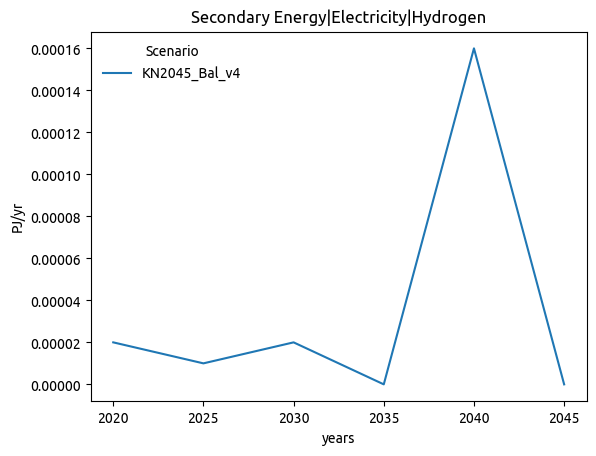 Secondary Energy|Electricity|Hydrogen
Scenario
KN2045_Bal_v4
0.00016
0.00014
0.00012
0.00010
0.00008
0.00006
0.00004
0.00002
0.00000
PJ/yr
2020 2025 2030 2035 2040 2045
years